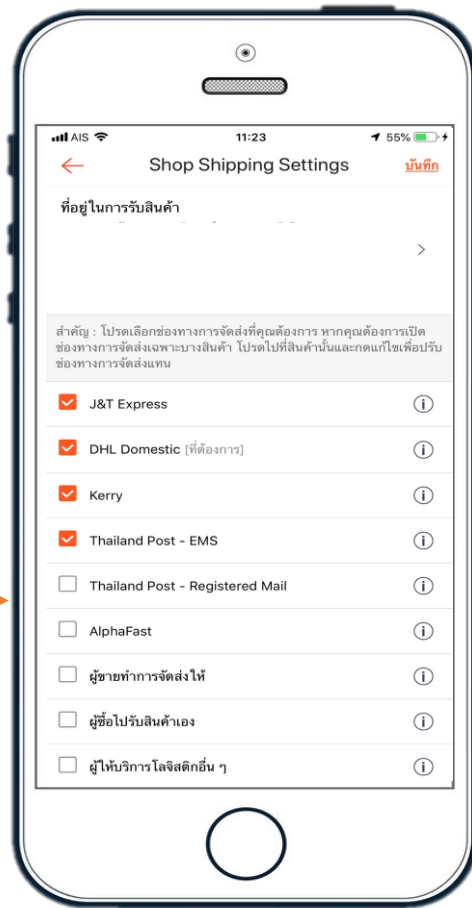 AIS 11:23 55%
Shop Shipping Settings บันทึก
ที่อยู่ในการรับสินค้า
สำคัญ : โปรดเลือกช่องทางการจัดส่งที่คุณต้องการ หากคุณต้องการเปิด
ช่องทางการจัดส่งเฉพาะบางสินค้า โปรดไปที่สินค้านั้นและกดแก้ไขเพื่อปรับ
ช่องทางการจัดส่งแทน
J&T Express
DHL Domestic [ที่ต้องการ]
Kerry
Thailand Post - EMS
Thailand Post - Registered Mail
AlphaFast
ผู้ขายทำการจัดส่งให้
ผู้ซื้อไปรับสินค้าเอง
ผู้ให้บริการโลจิสติกอื่น ๆ